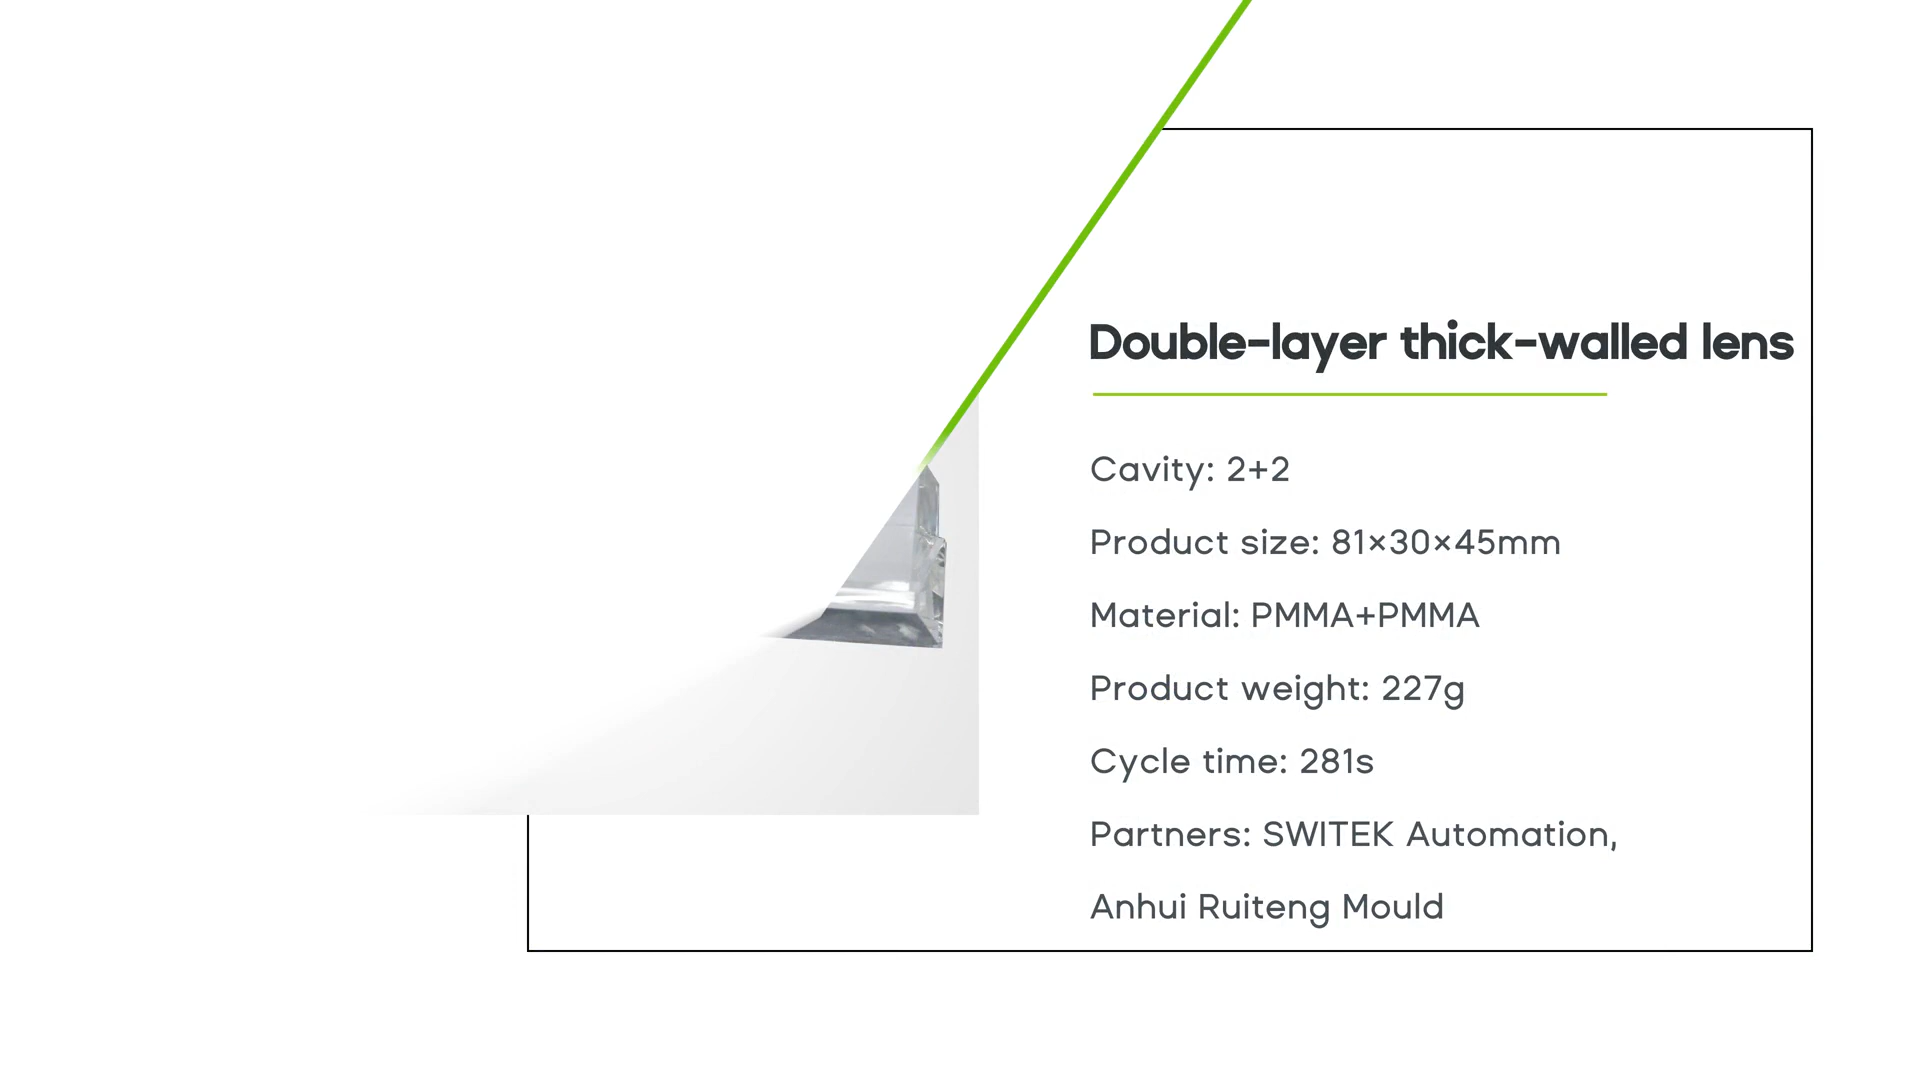 Double-layer thick-walled lens
Cavity: 2+2
Product size: 81×30×45mm
Material: PMMA+PMMA
Product weight: 227g
Cycle time: 281s
Partners: SWITEK Automation,
Anhui Ruiteng Mould